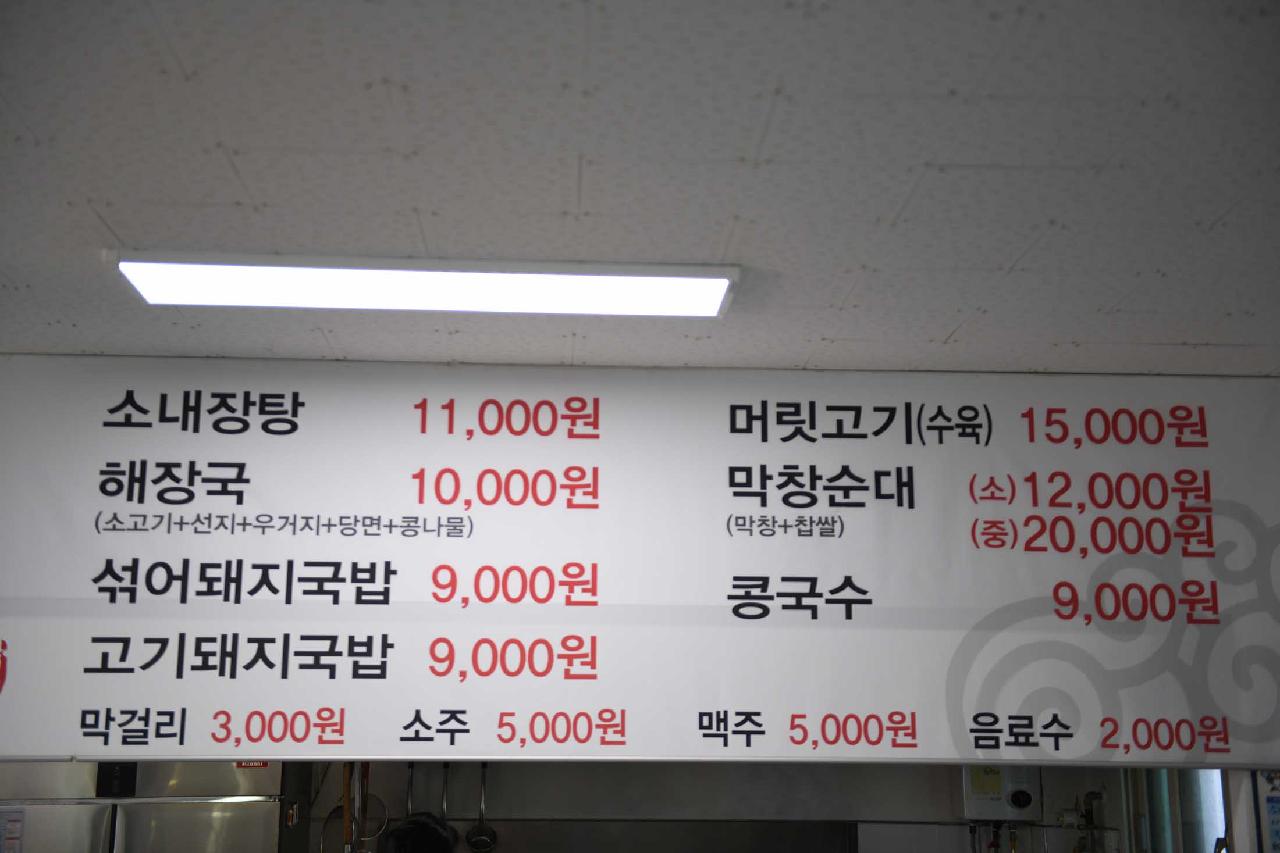 소내장탕 11,000원
해장국 10,000원
(소고기+선지+우거지+당면+콩나물)
섞어돼지국밥 9,000원
고기돼지국밥 9,000원
머릿고기(수육) 15,000원
막창순대 (소)12,000원
(막창+찹쌀) (중)20,000원
콩국수 9,000원
막걸리 3,000원 소주 5,000원 맥주 5,000원 음료수 2,000원